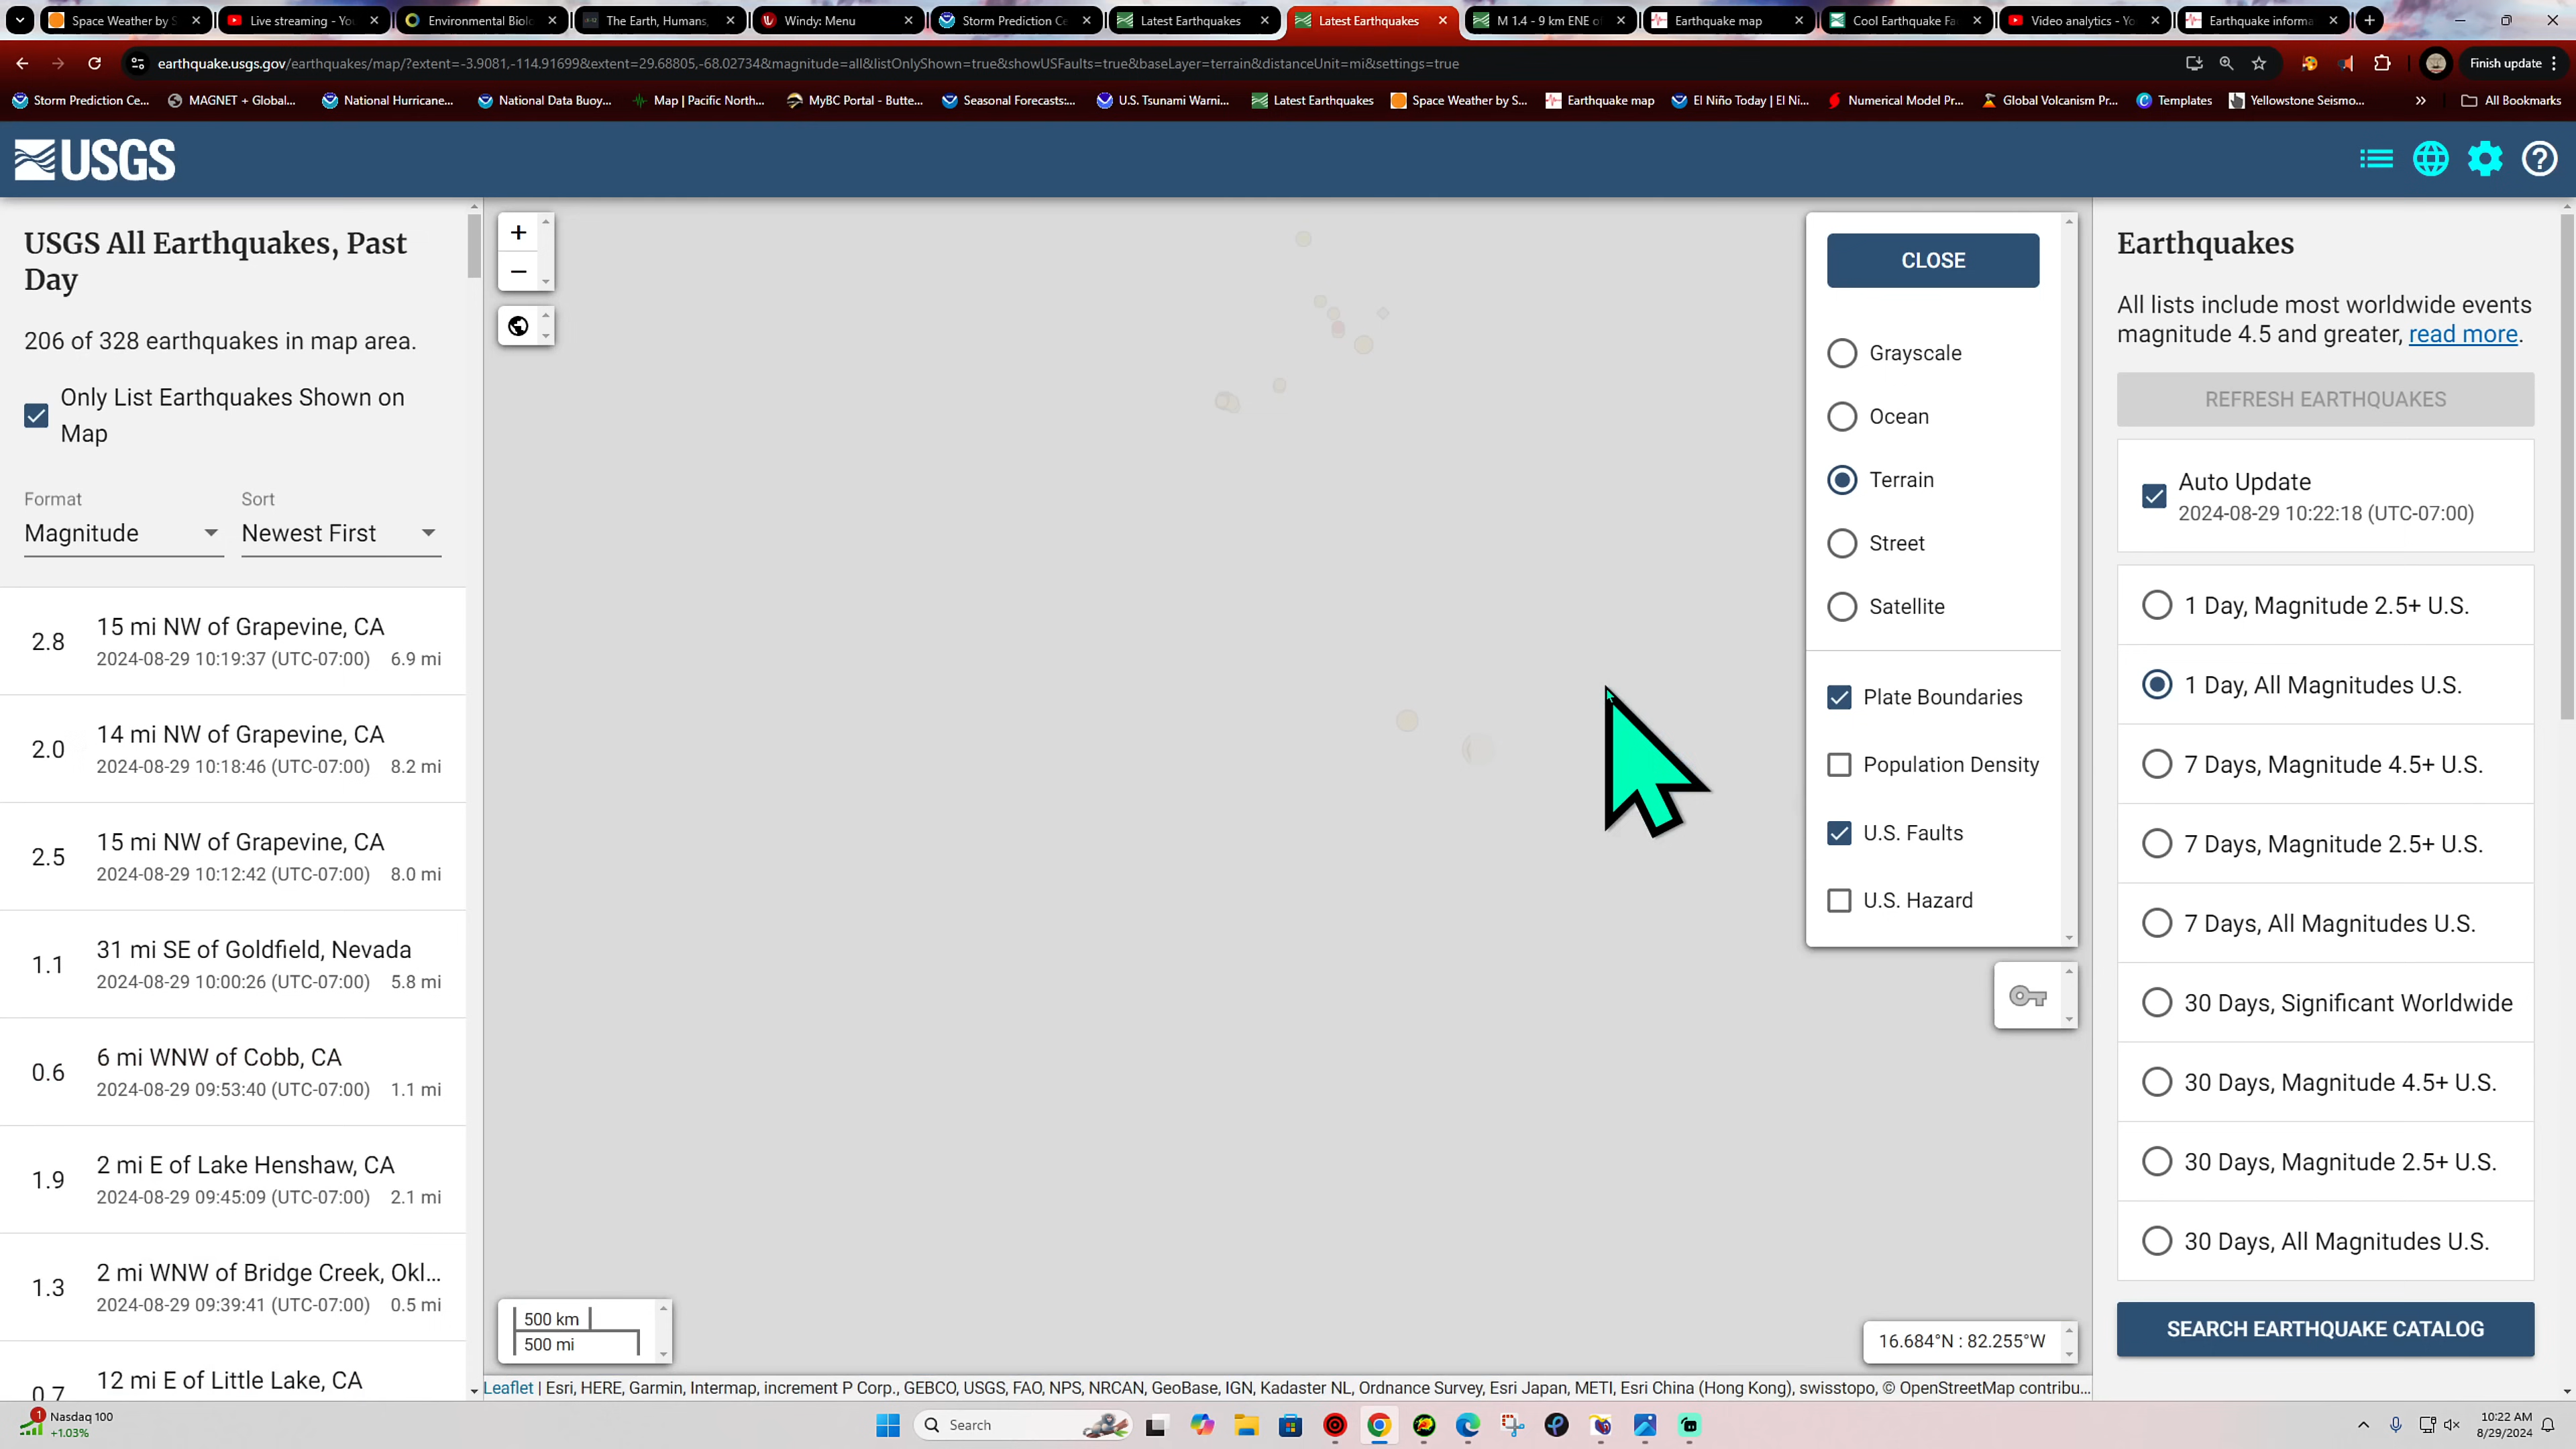 Space Weather by S
Live streaming - Yo
Environmental Biolo
The Earth, Humans,
Windy: Menu
Storm Prediction Ce
Latest Earthquakes
Latest Earthquakes
M 1.4 - 9 km ENE o
Earthquake map
Cool Earthquake Fa
Video analytics - Yo
Earthquake informa
earthquake.usgs.gov/earthquakes/map/?extent=-3.9081,-114.91699&extent=29.68805,-68.02734&magnitude=all&listOnlyShown=true&showUSFaults=true&baseLayer=terrain&distanceUnit=mi&settings=true
Finish update
Storm Prediction Ce...
MAGNET + Global...
National Hurricane...
National Data Buoy...
Map | Pacific North...
MyBC Portal - Butte...
Seasonal Forecasts:...
U.S. Tsunami Warni...
Latest Earthquakes
Space Weather by S...
Earthquake map
El Niño Today | El Ni...
Numerical Model Pr...
Global Volcanism Pr...
Templates
Yellowstone Seismo...
All Bookmarks
USGS
USGS All Earthquakes, Past
Day
206 of 328 earthquakes in map area.
Only List Earthquakes Shown on
Map
Format
Sort
Magnitude
Newest First
2.8
15 mi NW of Grapevine, CA
2024-08-29 10:19:37 (UTC-07:00) 6.9 mi
2.0
14 mi NW of Grapevine, CA
2024-08-29 10:18:46 (UTC-07:00) 8.2 mi
2.5
15 mi NW of Grapevine, CA
2024-08-29 10:12:42 (UTC-07:00) 8.0 mi
1.1
31 mi SE of Goldfield, Nevada
2024-08-29 10:00:26 (UTC-07:00) 5.8 mi
0.6
6 mi WNW of Cobb, CA
2024-08-29 09:53:40 (UTC-07:00) 1.1 mi
1.9
2 mi E of Lake Henshaw, CA
2024-08-29 09:45:09 (UTC-07:00) 2.1 mi
1.3
2 mi WNW of Bridge Creek, Okl...
2024-08-29 09:39:41 (UTC-07:00) 0.5 mi
0.7
12 mi E of Little Lake, CA
+
−
500 km
500 mi
CLOSE
Grayscale
Ocean
Terrain
Street
Satellite
Plate Boundaries
Population Density
U.S. Faults
U.S. Hazard
16.684°N : 82.255°W
Leaflet | Esri, HERE, Garmin, Intermap, increment P Corp., GEBCO, USGS, FAO, NPS, NRCAN, GeoBase, IGN, Kadaster NL, Ordnance Survey, Esri Japan, METI, Esri China (Hong Kong), swisstopo, © OpenStreetMap contribu...
Earthquakes
All lists include most worldwide events
magnitude 4.5 and greater, read more.
REFRESH EARTHQUAKES
Auto Update
2024-08-29 10:22:18 (UTC-07:00)
1 Day, Magnitude 2.5+ U.S.
1 Day, All Magnitudes U.S.
7 Days, Magnitude 4.5+ U.S.
7 Days, Magnitude 2.5+ U.S.
7 Days, All Magnitudes U.S.
30 Days, Significant Worldwide
30 Days, Magnitude 4.5+ U.S.
30 Days, Magnitude 2.5+ U.S.
30 Days, All Magnitudes U.S.
SEARCH EARTHQUAKE CATALOG
1
Nasdaq 100
+1.03%
Search
10:22 AM
8/29/2024